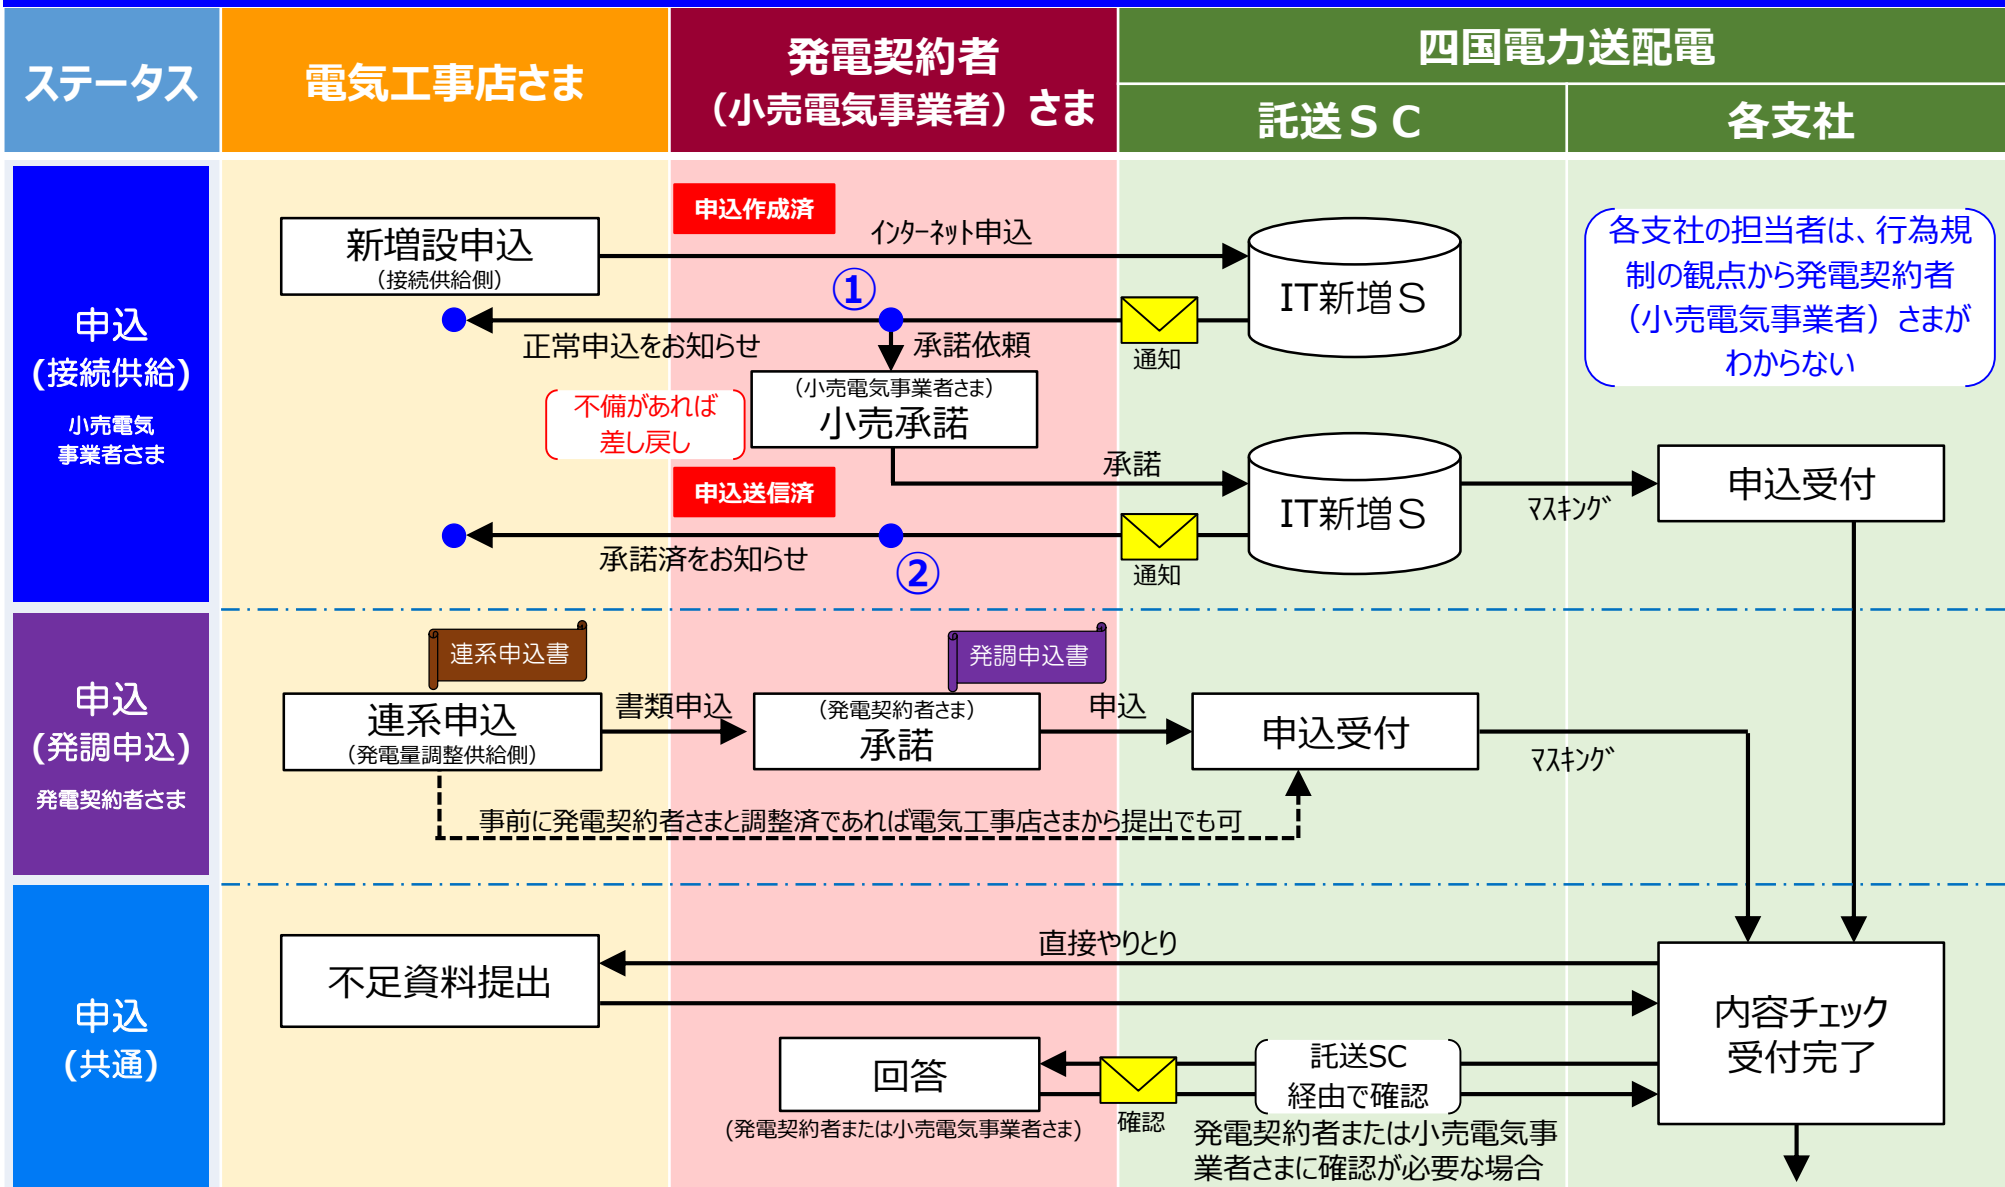 ステータス
電気工事店さま
発電契約者
（小売電気事業者）さま
四国電力送配電
託送ＳＣ
各支社
申込
(接続供給)
小売電気
事業者さま
新増設申込
（接続供給側）
申込作成済
インターネット申込
IT新増Ｓ
①
正常申込をお知らせ
承諾依頼
通知
各支社の担当者は、行為規
制の観点から発電契約者
（小売電気事業者）さまが
わからない
不備があれば
差し戻し
（小売電気事業者さま）
小売承諾
承諾
申込送信済
IT新増Ｓ
マスキング
申込受付
承諾済をお知らせ
②
通知
申込
(発調申込)
発電契約者さま
連系申込書
連系申込
（発電量調整供給側）
書類申込
発調申込書
（発電契約者さま）
承諾
申込
申込受付
マスキング
事前に発電契約者さまと調整済であれば電気工事店さまから提出でも可
申込
(共通)
不足資料提出
直接やりとり
内容チェック
受付完了
回答
(発電契約者または小売電気事業者さま)
確認
託送SC
経由で確認
発電契約者または小売電気事
業者さまに確認が必要な場合